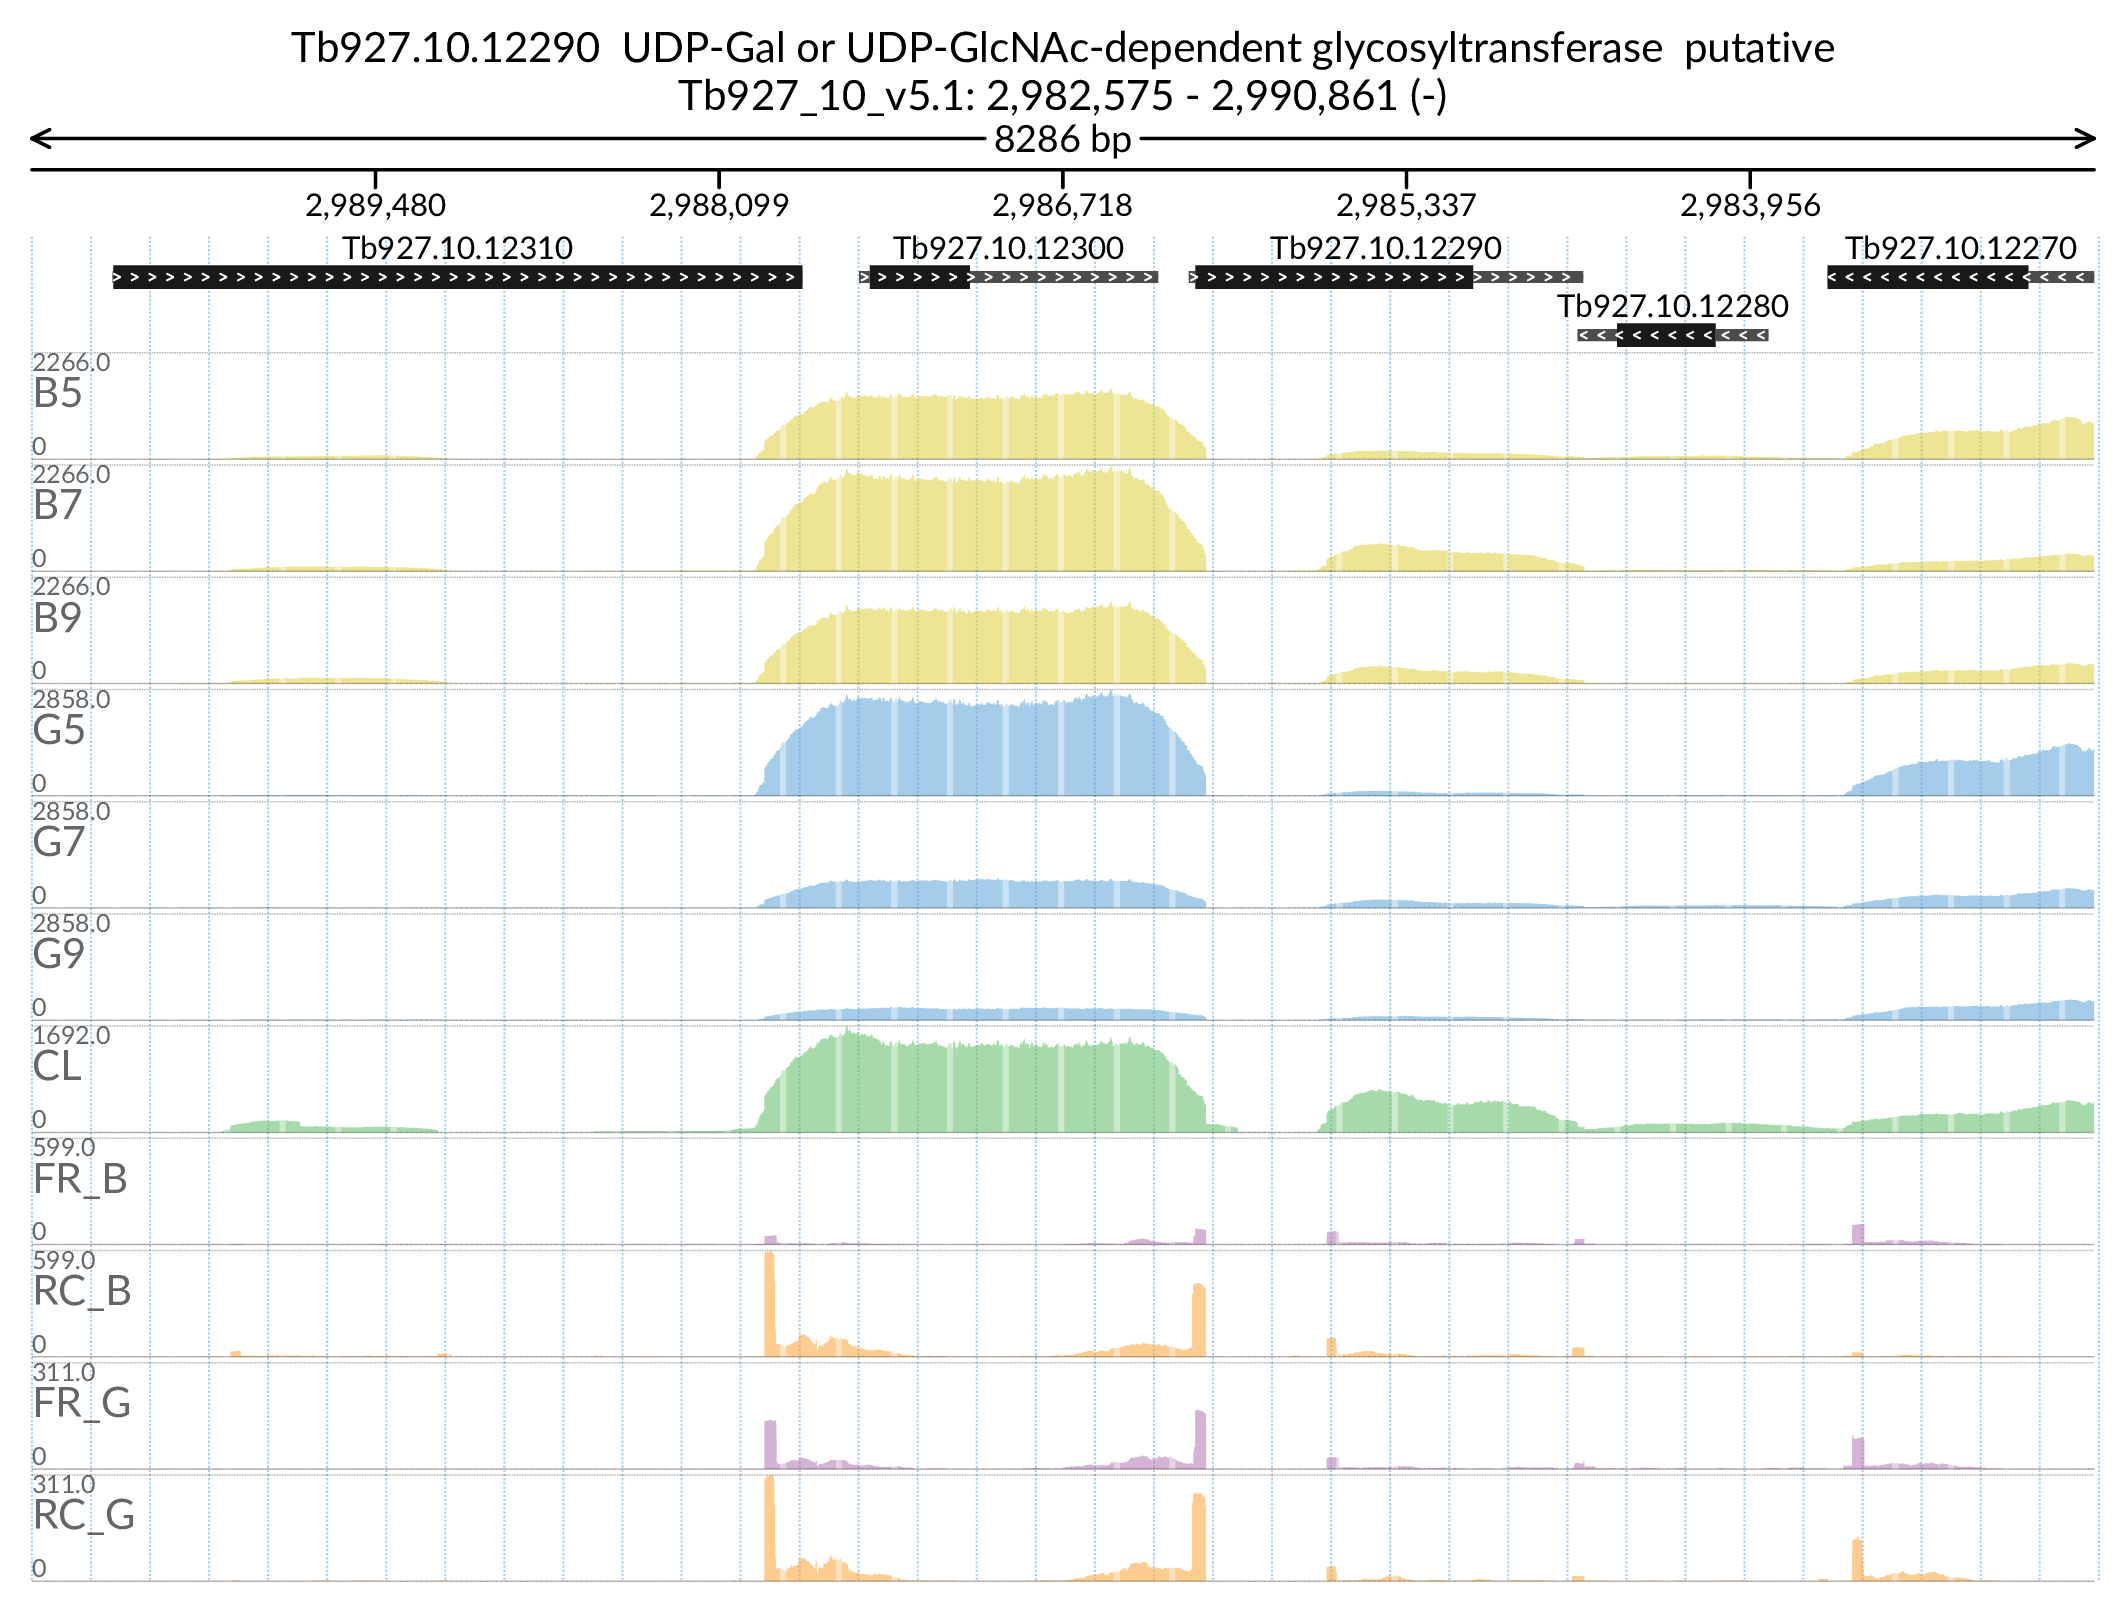 Tb927.10.12290  UDP-Gal or UDP-GlcNAc-dependent glycosyltransferase  putative
Tb927_10_v5.1: 2,982,575 - 2,990,861 (-)
8286 bp
2,989,480 2,988,099 2,986,718 2,985,337 2,983,956
Tb927.10.12310 Tb927.10.12300 Tb927.10.12290 Tb927.10.12270
Tb927.10.12280
2266.0
B5
0
2266.0
B7
0
2266.0
B9
0
2858.0
G5
0
2858.0
G7
0
2858.0
G9
0
1692.0
CL
0
599.0
FR_B
0
599.0
RC_B
0
311.0
FR_G
0
311.0
RC_G
0